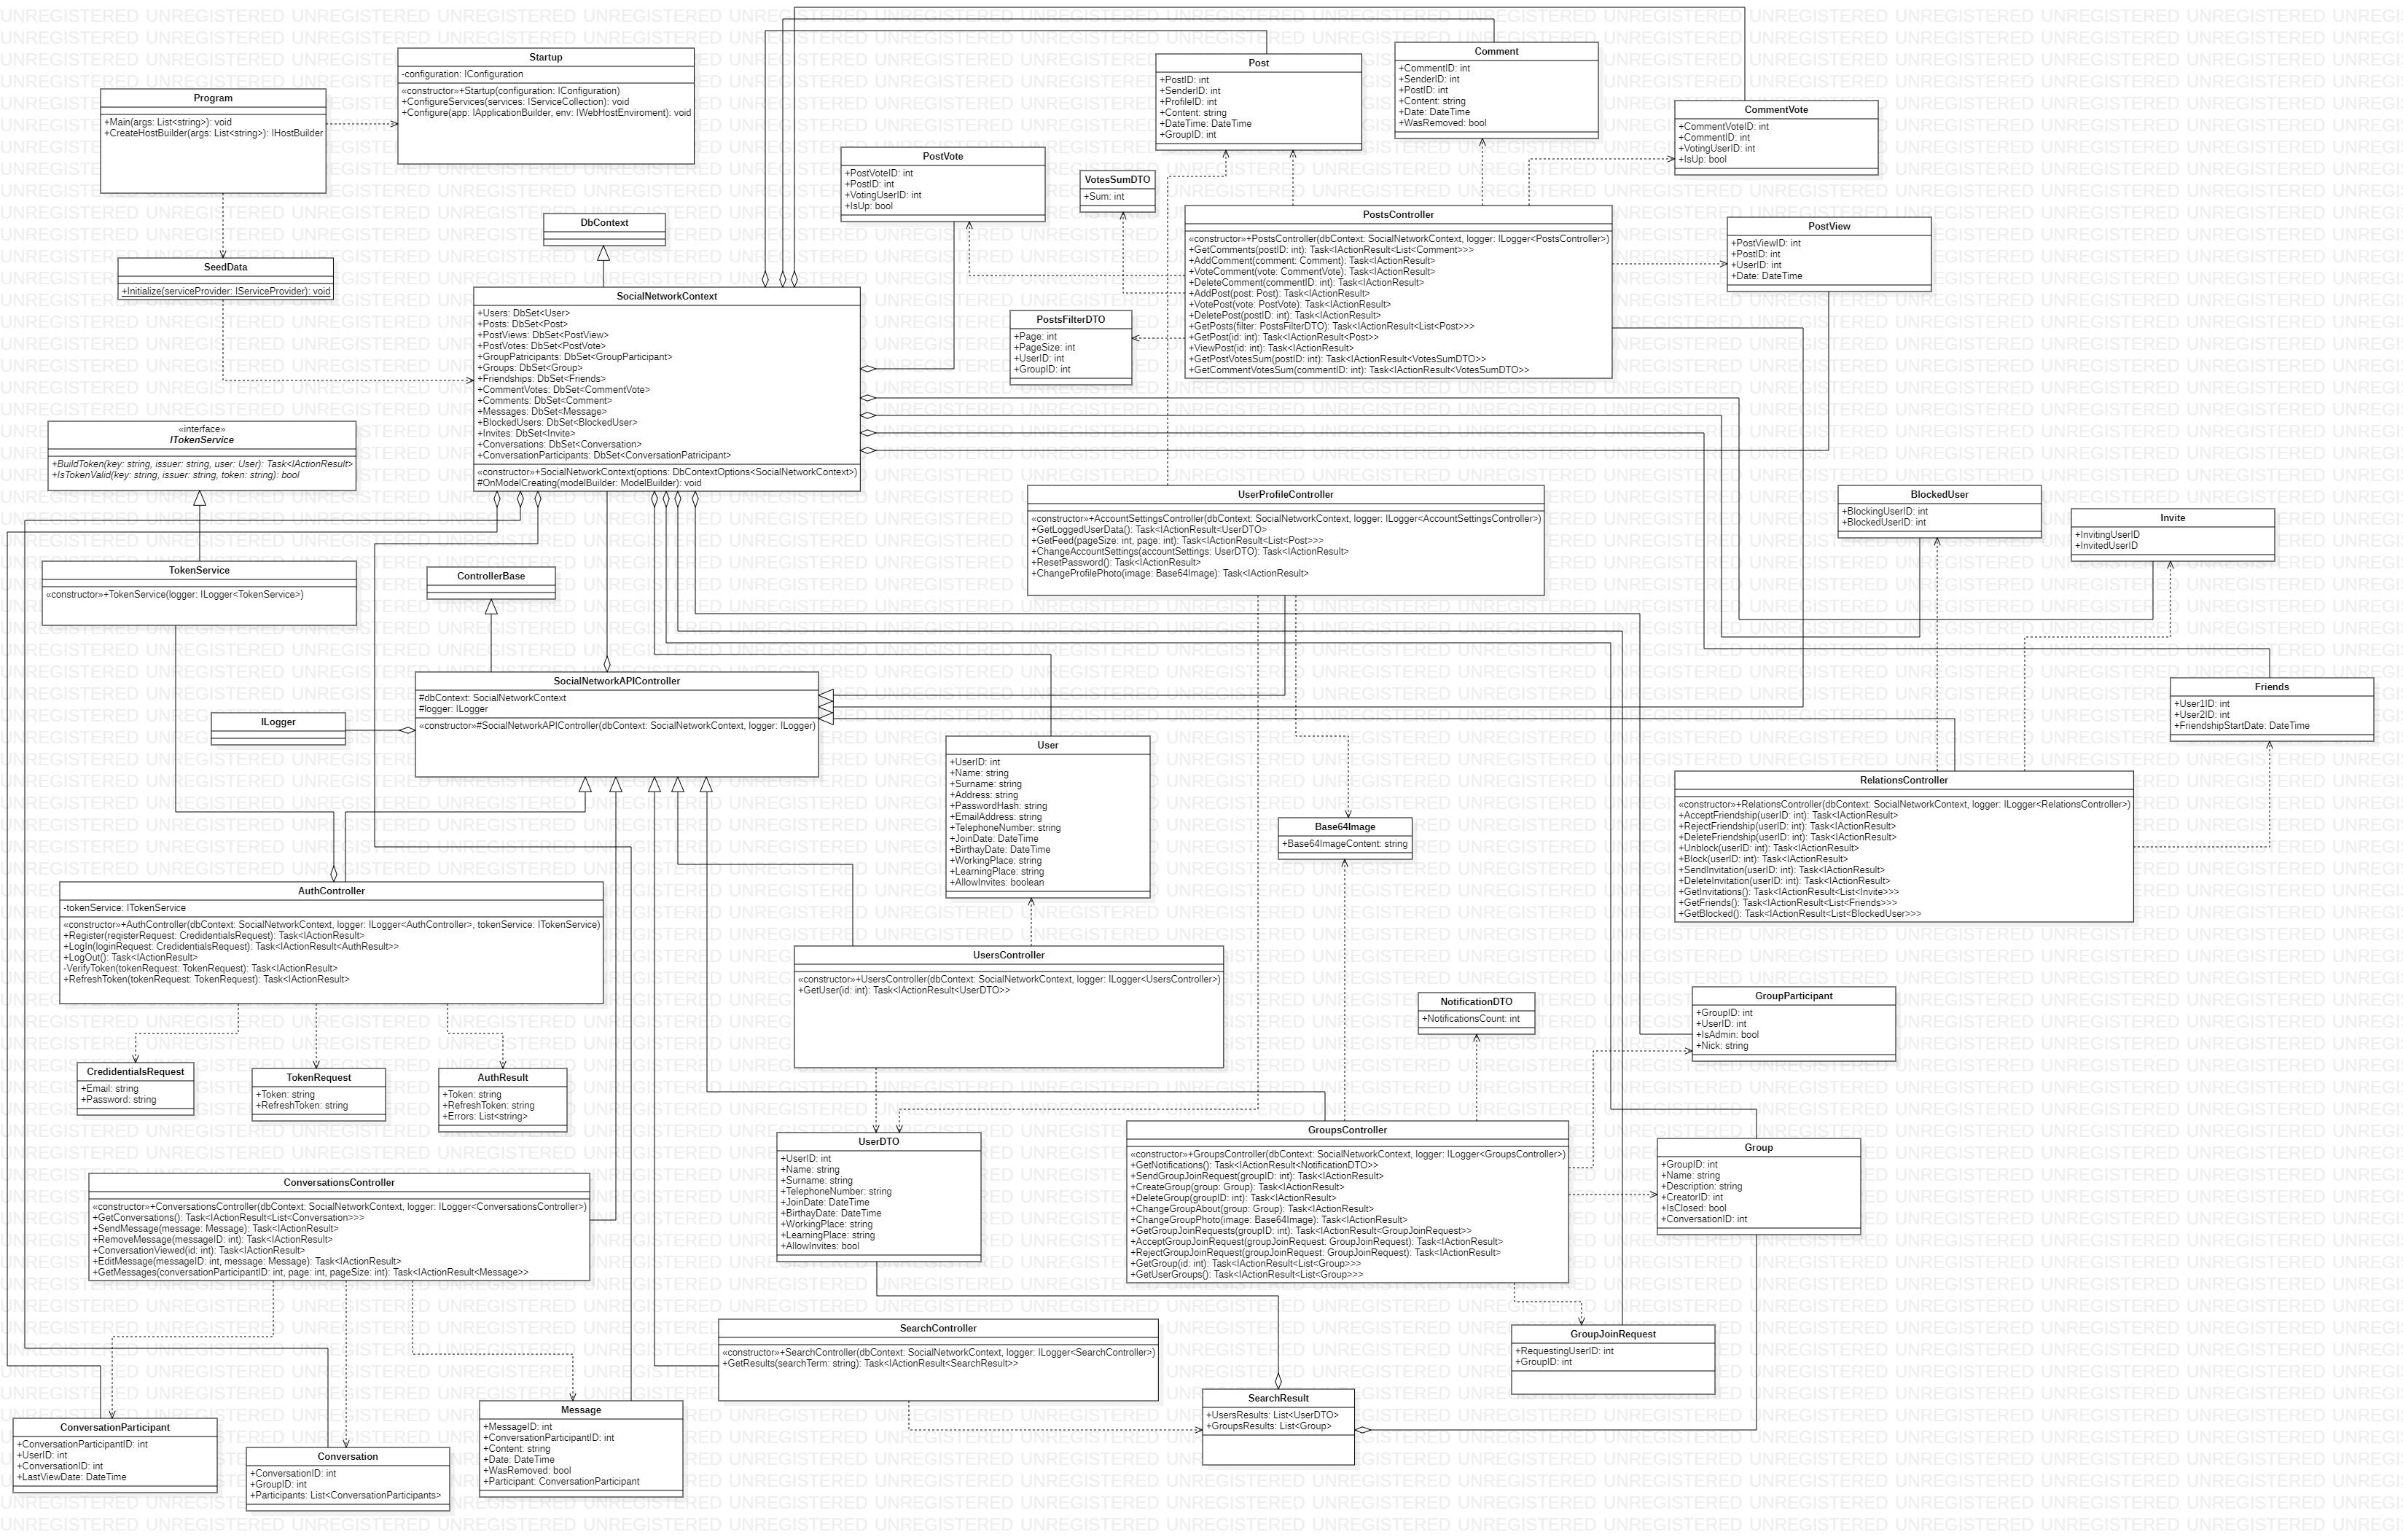 Startup
-configuration: IConfiguration
«constructor»+Startup(configuration: IConfiguration)
+ConfigureServices(services: IServiceCollection): void
+Configure(app: IApplicationBuilder, env: IWebHostEnviroment): void
Program
+Main(args: List<string>): void
+CreateHostBuilder(args: List<string>): IHostBuilder
Post
+PostID: int
+SenderID: int
+ProfileID: int
+Content: string
+DateTime: DateTime
+GroupID: int
Comment
+CommentID: int
+SenderID: int
+PostID: int
+Content: string
+Date: DateTime
+WasRemoved: bool
CommentVote
+CommentVoteID: int
+CommentID: int
+VotingUserID: int
+IsUp: bool
PostVote
+PostVoteID: int
+PostID: int
+VotingUserID: int
+IsUp: bool
VotesSumDTO
+Sum: int
PostsController
«constructor»+PostsController(dbContext: SocialNetworkContext, logger: ILogger<PostsController>)
+GetComments(postID: int): Task<IActionResult<List<Comment>>>
+AddComment(comment: Comment): Task<IActionResult>
+VoteComment(vote: CommentVote): Task<IActionResult>
+DeleteComment(commentID: int): Task<IActionResult>
+AddPost(post: Post): Task<IActionResult>
+VotePost(vote: PostVote): Task<IActionResult>
+DeletePost(postID: int): Task<IActionResult>
+GetPosts(filter: PostsFilterDTO): Task<IActionResult<List<Post>>>
+GetPost(id: int): Task<IActionResult<Post>>
+ViewPost(id: int): Task<IActionResult>
+GetPostVotesSum(postID: int): Task<IActionResult<VotesSumDTO>>
+GetCommentVotesSum(commentID: int): Task<IActionResult<VotesSumDTO>>
PostView
+PostViewID: int
+PostID: int
+UserID: int
+Date: DateTime
DbContext
SeedData
+Initialize(serviceProvider: IServiceProvider): void
SocialNetworkContext
+Users: DbSet<User>
+Posts: DbSet<Post>
+PostViews: DbSet<PostView>
+PostVotes: DbSet<PostVote>
+GroupPatricipants: DbSet<GroupParticipant>
+Groups: DbSet<Group>
+Friendships: DbSet<Friends>
+CommentVotes: DbSet<CommentVote>
+Comments: DbSet<Comment>
+Messages: DbSet<Message>
+BlockedUsers: DbSet<BlockedUser>
+Invites: DbSet<Invite>
+Conversations: DbSet<Conversation>
+ConversationParticipants: DbSet<ConversationPatricipant>
«constructor»+SocialNetworkContext(options: DbContextOptions<SocialNetworkContext>)
#OnModelCreating(modelBuilder: ModelBuilder): void
PostsFilterDTO
+Page: int
+PageSize: int
+UserID: int
+GroupID: int
«interface»
ITokenService
+BuildToken(key: string, issuer: string, user: User): Task<IActionResult>
+IsTokenValid(key: string, issuer: string, token: string): bool
TokenService
«constructor»+TokenService(logger: ILogger<TokenService>)
ControllerBase
UserProfileController
«constructor»+AccountSettingsController(dbContext: SocialNetworkContext, logger: ILogger<AccountSettingsController>)
+GetLoggedUserData(): Task<IActionResult<UserDTO>
+GetFeed(pageSize: int, page: int): Task<IActionResult<List<Post>>>
+ChangeAccountSettings(accountSettings: UserDTO): Task<IActionResult>
+ResetPassword(): Task<IActionResult>
+ChangeProfilePhoto(image: Base64Image): Task<IActionResult>
BlockedUser
+BlockingUserID: int
+BlockedUserID: int
Invite
+InvitingUserID
+InvitedUserID
SocialNetworkAPIController
#dbContext: SocialNetworkContext
#logger: ILogger
«constructor»#SocialNetworkAPIController(dbContext: SocialNetworkContext, logger: ILogger)
ILogger
Friends
+User1ID: int
+User2ID: int
+FriendshipStartDate: DateTime
User
+UserID: int
+Name: string
+Surname: string
+Address: string
+PasswordHash: string
+EmailAddress: string
+TelephoneNumber: string
+JoinDate: DateTime
+BirthayDate: DateTime
+WorkingPlace: string
+LearningPlace: string
+AllowInvites: boolean
Base64Image
+Base64ImageContent: string
RelationsController
«constructor»+RelationsController(dbContext: SocialNetworkContext, logger: ILogger<RelationsController>)
+AcceptFriendship(userID: int): Task<IActionResult>
+RejectFriendship(userID: int): Task<IActionResult>
+DeleteFriendship(userID: int): Task<IActionResult>
+Unblock(userID: int): Task<IActionResult>
+Block(userID: int): Task<IActionResult>
+SendInvitation(userID: int): Task<IActionResult>
+DeleteInvitation(userID: int): Task<IActionResult>
+GetInvitations(): Task<IActionResult<List<Invite>>>
+GetFriends(): Task<IActionResult<List<Friends>>>
+GetBlocked(): Task<IActionResult<List<BlockedUser>>>
AuthController
-tokenService: ITokenService
«constructor»+AuthController(dbContext: SocialNetworkContext, logger: ILogger<AuthController>, tokenService: ITokenService)
+Register(registerRequest: CredidentialsRequest): Task<IActionResult>
+LogIn(loginRequest: CredidentialsRequest): Task<IActionResult<AuthResult>>
+LogOut(): Task<IActionResult>
-VerifyToken(tokenRequest: TokenRequest): Task<IActionResult>
+RefreshToken(tokenRequest: TokenRequest): Task<IActionResult>
UsersController
«constructor»+UsersController(dbContext: SocialNetworkContext, logger: ILogger<UsersController>)
+GetUser(id: int): Task<IActionResult<UserDTO>>
NotificationDTO
+NotificationsCount: int
GroupParticipant
+GroupID: int
+UserID: int
+IsAdmin: bool
+Nick: string
CredidentialsRequest
+Email: string
+Password: string
TokenRequest
+Token: string
+RefreshToken: string
AuthResult
+Token: string
+RefreshToken: string
+Errors: List<string>
UserDTO
+UserID: int
+Name: string
+Surname: string
+TelephoneNumber: string
+JoinDate: DateTime
+BirthayDate: DateTime
+WorkingPlace: string
+LearningPlace: string
+AllowInvites: bool
GroupsController
«constructor»+GroupsController(dbContext: SocialNetworkContext, logger: ILogger<GroupsController>)
+GetNotifications(): Task<IActionResult<NotificationDTO>>
+SendGroupJoinRequest(groupID: int): Task<IActionResult>
+CreateGroup(group: Group): Task<IActionResult>
+DeleteGroup(groupID: int): Task<IActionResult>
+ChangeGroupAbout(group: Group): Task<IActionResult>
+ChangeGroupPhoto(image: Base64Image): Task<IActionResult>
+GetGroupJoinRequests(groupID: int): Task<IActionResult<GroupJoinRequest>>
+AcceptGroupJoinRequest(groupJoinRequest: GroupJoinRequest): Task<IActionResult>
+RejectGroupJoinRequest(groupJoinRequest: GroupJoinRequest): Task<IActionResult>
+GetGroup(id: int): Task<IActionResult<List<Group>>>
+GetUserGroups(): Task<IActionResult<List<Group>>>
Group
+GroupID: int
+Name: string
+Description: string
+CreatorID: int
+IsClosed: bool
+ConversationID: int
ConversationsController
«constructor»+ConversationsController(dbContext: SocialNetworkContext, logger: ILogger<ConversationsController>)
+GetConversations(): Task<IActionResult<List<Conversation>>>
+SendMessage(message: Message): Task<IActionResult>
+RemoveMessage(messageID: int): Task<IActionResult>
+ConversationViewed(id: int): Task<IActionResult>
+EditMessage(messageID: int, message: Message): Task<IActionResult>
+GetMessages(conversationParticipantID: int, page: int, pageSize: int): Task<IActionResult<Message>>
SearchController
«constructor»+SearchController(dbContext: SocialNetworkContext, logger: ILogger<SearchController>)
+GetResults(searchTerm: string): Task<IActionResult<SearchResult>>
GroupJoinRequest
+RequestingUserID: int
+GroupID: int
SearchResult
+UsersResults: List<UserDTO>
+GroupsResults: List<Group>
ConversationParticipant
+ConversationParticipantID: int
+UserID: int
+ConversationID: int
+LastViewDate: DateTime
Conversation
+ConversationID: int
+GroupID: int
+Participants: List<ConversationParticipants>
Message
+MessageID: int
+ConversationParticipantID: int
+Content: string
+Date: DateTime
+WasRemoved: bool
+Participant: ConversationParticipant